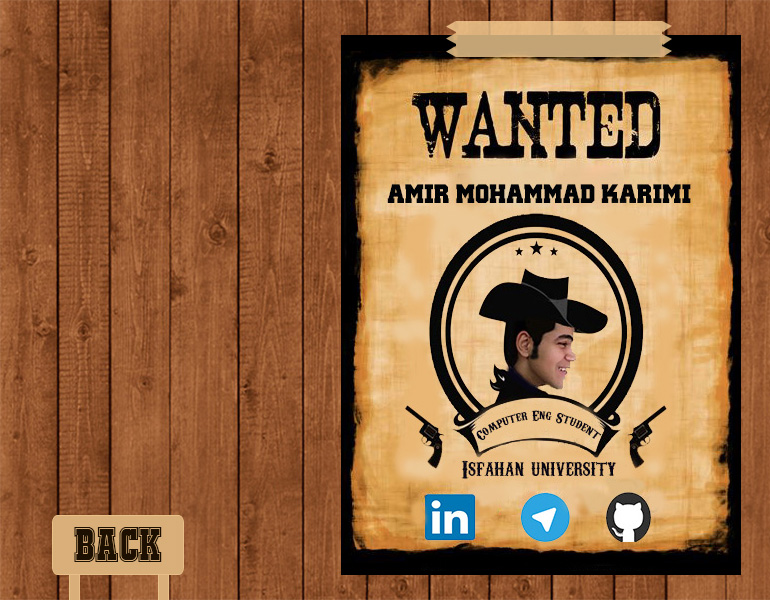 WANTED
AMIR MOHAMMAD KARIMI
COMPUTER ENG STUDENT
ISFAHAN UNIVERSITY
in
BACK